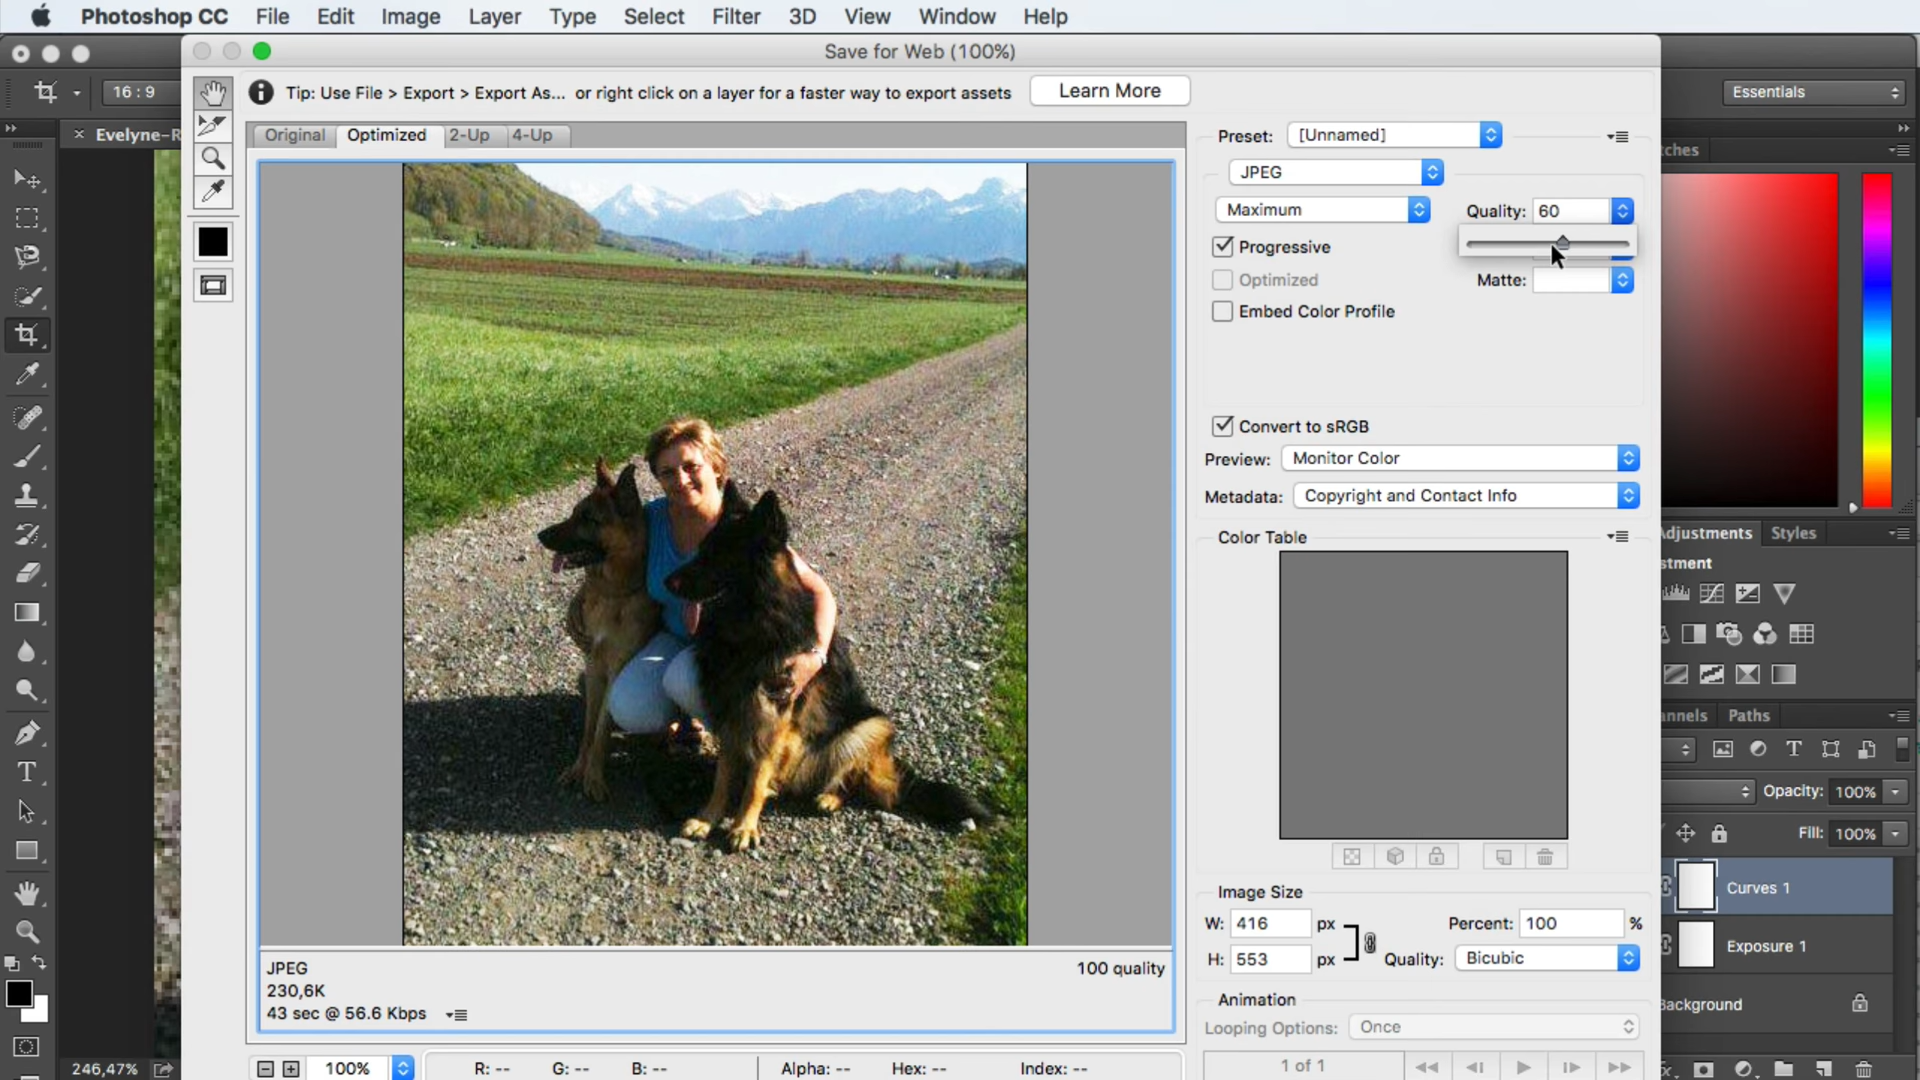 Photoshop CC File Edit Image Layer Type Select Filter 3D View Window Help
Save for Web (100%)
16 : 9
Tip: Use File > Export > Export As... or right click on a layer for a faster way to export assets
Learn More
Essentials
× Evelyne-R
Original Optimized 2-Up 4-Up
Preset: [Unnamed]
tches
JPEG
Maximum
Quality: 60
Progressive
Optimized
Matte:
Embed Color Profile
Convert to sRGB
Preview: Monitor Color
Metadata: Copyright and Contact Info
Color Table
Adjustments Styles
stment
annels Paths
Opacity: 100%
Fill: 100%
Curves 1
Exposure 1
Background
Image Size
W: 416 px
Percent: 100 %
H: 553 px
Quality: Bicubic
Animation
Looping Options: Once
1 of 1
JPEG
100 quality
230,6K
43 sec @ 56.6 Kbps
246,47%
100%
R: -- G: -- B: -- Alpha: -- Hex: -- Index: --